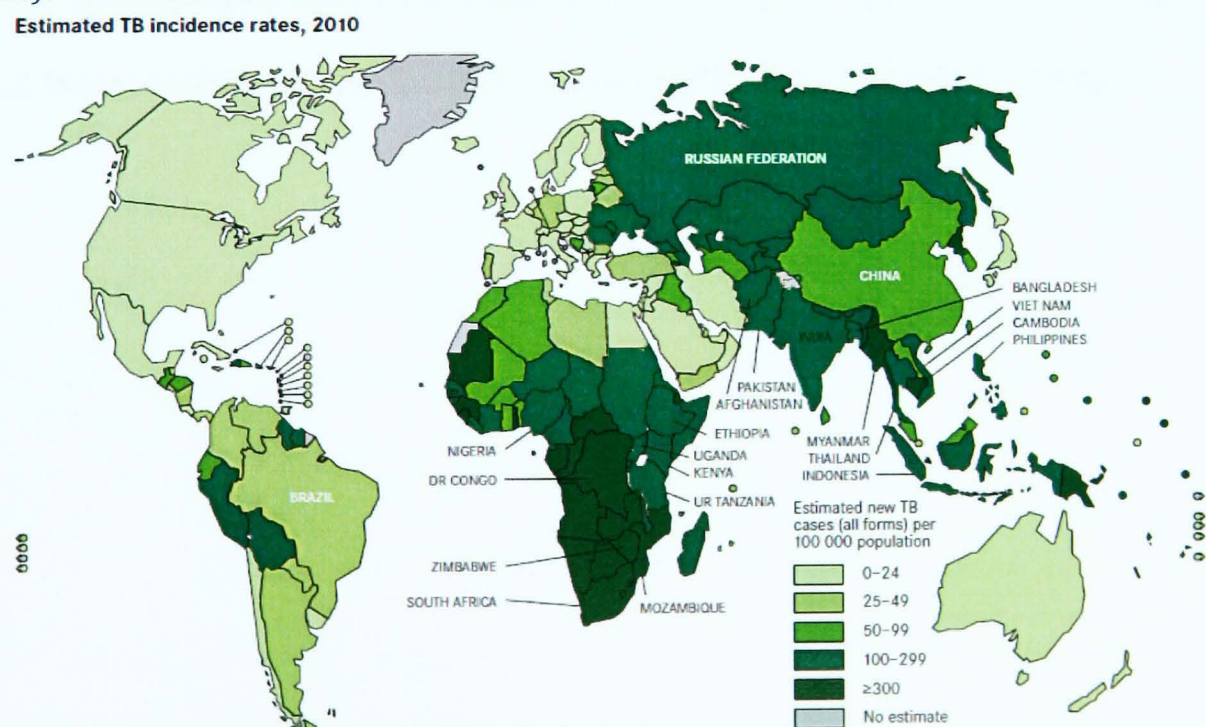 Estimated TB incidence rates, 2010
RUSSIAN FEDERATION
CHINA
BANGLADESH
VIET NAM
CAMBODIA
PHILIPPINES
INDIA
PAKISTAN
AFGHANISTAN
NIGERIA
ETHIOPIA
UGANDA
KENYA
MYANMAR
THAILAND
INDONESIA
DR CONGO
UR TANZANIA
BRAZIL
ZIMBABWE
SOUTH AFRICA
MOZAMBIQUE
Estimated new TB
cases (all forms) per
100 000 population
0–24
25–49
50–99
100–299
≥300
No estimate